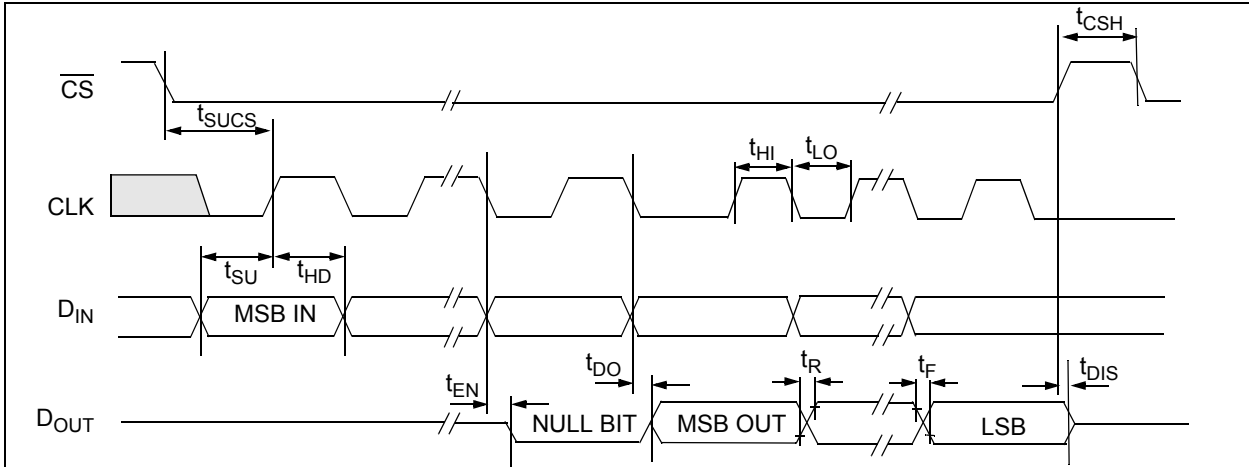 tCSH
CS
tSUCS
tHI tLO
CLK
tSU tHD
DIN MSB IN
tEN tDO tR tF tDIS
DOUT NULL BIT MSB OUT LSB